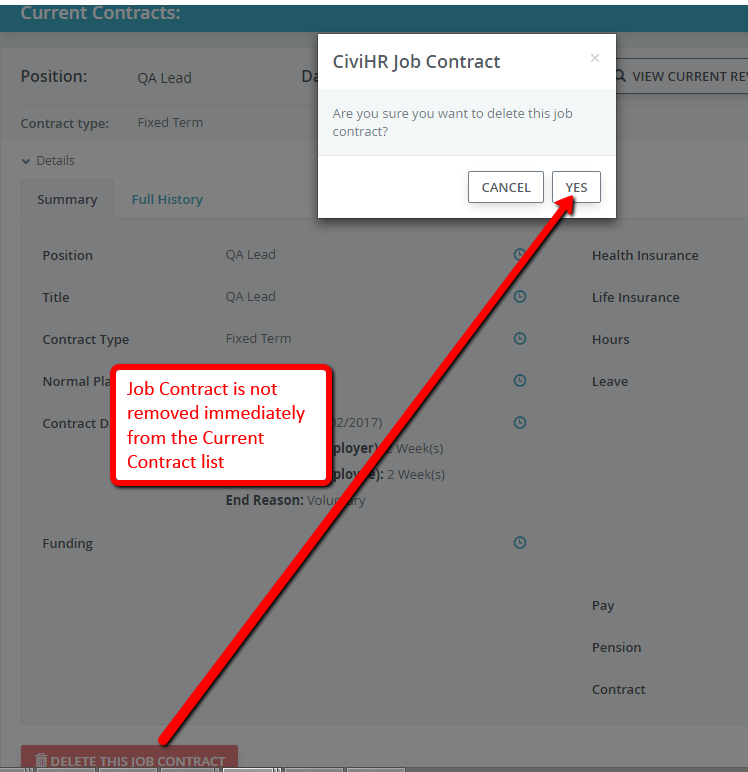 Current Contracts:
CiviHR Job Contract ×
Position: QA Lead Da VIEW CURRENT RE
Are you sure you want to delete this job
contract?
Contract type: Fixed Term
Details
CANCEL YES
Summary Full History
Position QA Lead Health Insurance
Title QA Lead Life Insurance
Contract Type Fixed Term Hours
Normal Pla Leave
Job Contract is not
removed immediately
from the Current
Contract list
Contract D 02/2017)
ployer): 2 Week(s)
ployee): 2 Week(s)
End Reason: Voluntary
Funding
Pay
Pension
Contract
DELETE THIS JOB CONTRACT